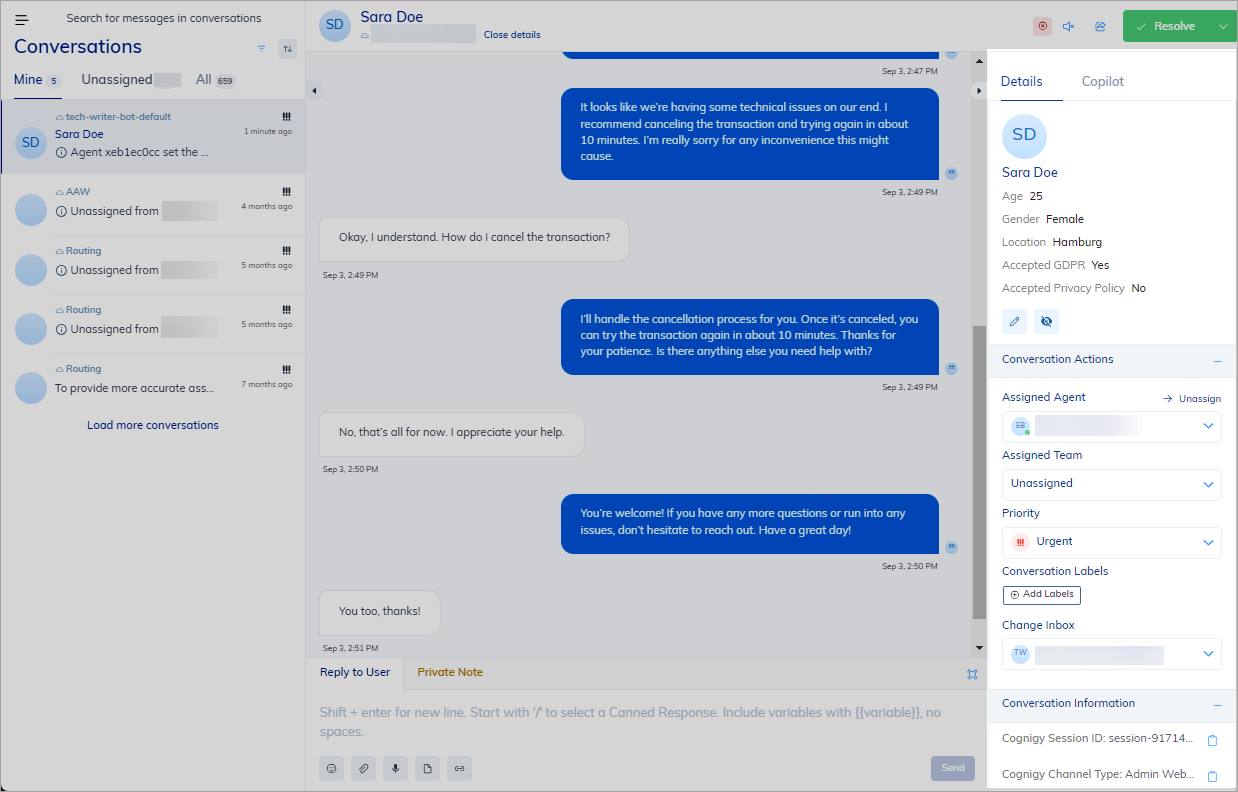 Search for messages in conversations
Conversations
Mine 5
Unassigned
All 659
tech-writer-bot-default
SD
Sara Doe
1 minute ago
Agent xeb1ec0cc set the ...
AAW
Unassigned from
4 months ago
Routing
Unassigned from
5 months ago
Routing
Unassigned from
5 months ago
Routing
To provide more accurate ass...
7 months ago
Load more conversations
SD
Sara Doe
Close details
Resolve
Sep 3, 2:47 PM
It looks like we're having some technical issues on our end. I
recommend canceling the transaction and trying again in about
10 minutes. I'm really sorry for any inconvenience this might
cause.
Sep 3, 2:49 PM
Okay, I understand. How do I cancel the transaction?
Sep 3, 2:49 PM
I'll handle the cancellation process for you. Once it's canceled, you
can try the transaction again in about 10 minutes. Thanks for
your patience. Is there anything else you need help with?
Sep 3, 2:49 PM
No, that's all for now. I appreciate your help.
Sep 3, 2:50 PM
You're welcome! If you have any more questions or run into any
issues, don't hesitate to reach out. Have a great day!
Sep 3, 2:50 PM
You too, thanks!
Sep 3, 2:51 PM
Reply to User
Private Note
Shift + enter for new line. Start with '/' to select a Canned Response. Include variables with {{variable}}, no
spaces.
Send
Details
Copilot
SD
Sara Doe
Age 25
Gender Female
Location Hamburg
Accepted GDPR Yes
Accepted Privacy Policy No
Conversation Actions
Assigned Agent
Unassign
EB
Assigned Team
Unassigned
Priority
Urgent
Conversation Labels
Add Labels
Change Inbox
TW
Conversation Information
Cognigy Session ID: session-91714...
Cognigy Channel Type: Admin Web...